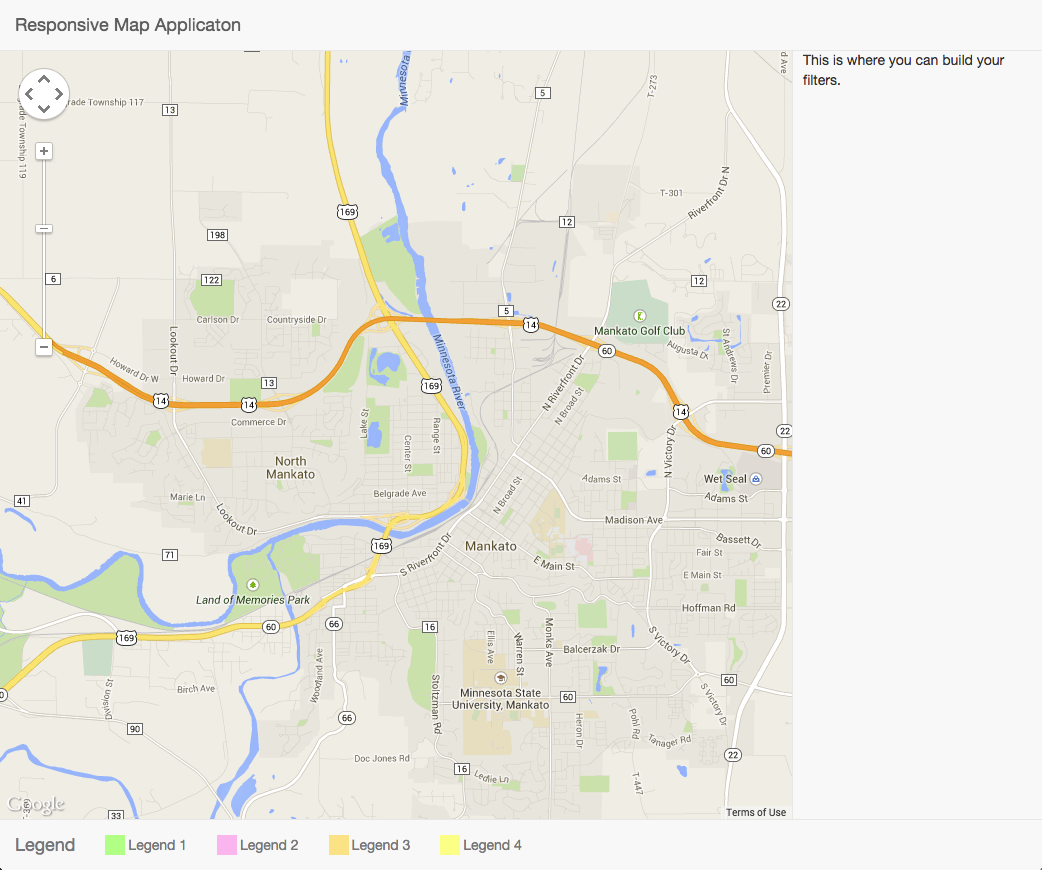 Responsive Map Applicaton
This is where you can build your
filters.
Minnesota
d Ave
rade Township 117
13
5
T-273
Township 119
T-301
Riverfront Dr N
169
12
198
6
122
12
22
5
14
Carlson Dr
Countryside Dr
Mankato Golf Club
60
Lookout Dr
Minnesota River
Augusta Dr
St Andrews Dr
Premier Dr
Howard Dr W
Howard Dr
13
169
N Riverfront Dr
N Broad St
14
14
14
Commerce Dr
Lake St
Range St
Center St
22
N Victory Dr
60
North
Mankato
Adams St
Wet Seal
Adams St
Marie Ln
Belgrade Ave
N Broad St
41
Lookout Dr
Madison Ave
Bassett Dr
71
169
Mankato
Fair St
S Riverfront Dr
E Main St
E Main St
Land of Memories Park
Hoffman Rd
60
66
16
169
Ellis Ave
Warren St
Monks Ave
S Victory Dr
Balcerzak Dr
Woodland Ave
Stoltzman Rd
60
Birch Ave
Division St
Minnesota State
University, Mankato
60
S Victory Dr
0
66
90
Heron Dr
Pohl Rd
Tanager Rd
Doc Jones Rd
22
16
Ledlie Ln
T-447
Google
33
Terms of Use
Legend
Legend 1
Legend 2
Legend 3
Legend 4